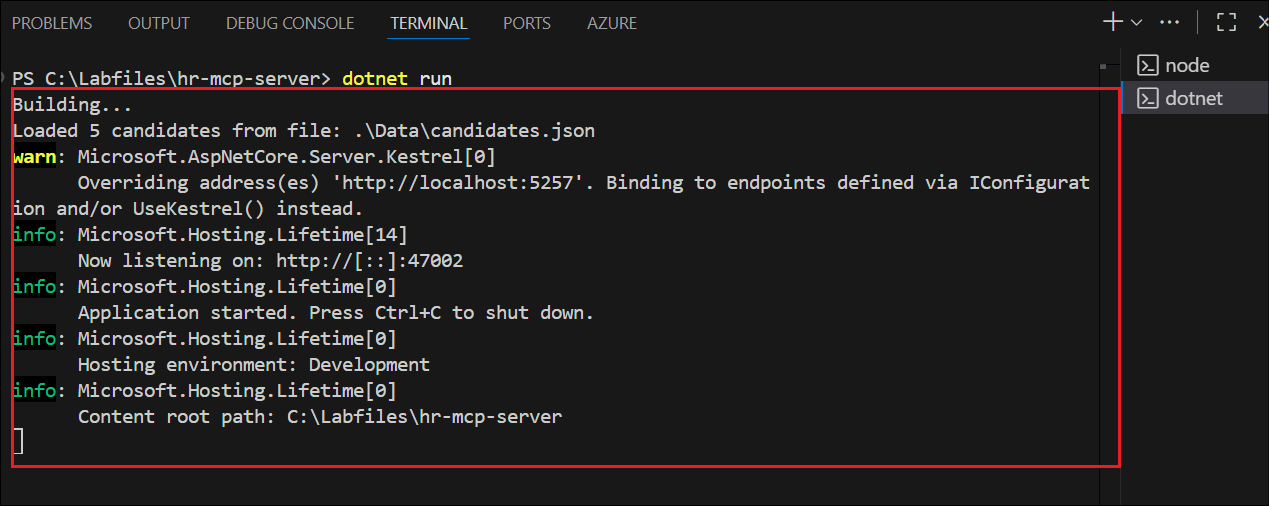 PROBLEMS OUTPUT DEBUG CONSOLE TERMINAL PORTS AZURE
PS C:\Labfiles\hr-mcp-server> dotnet run
Building...
Loaded 5 candidates from file: .\Data\candidates.json
warn: Microsoft.AspNetCore.Server.Kestrel[0]
Overriding address(es) 'http://localhost:5257'. Binding to endpoints defined via IConfigurat
ion and/or UseKestrel() instead.
info: Microsoft.Hosting.Lifetime[14]
Now listening on: http://[::]:47002
info: Microsoft.Hosting.Lifetime[0]
Application started. Press Ctrl+C to shut down.
info: Microsoft.Hosting.Lifetime[0]
Hosting environment: Development
info: Microsoft.Hosting.Lifetime[0]
Content root path: C:\Labfiles\hr-mcp-server
node
dotnet